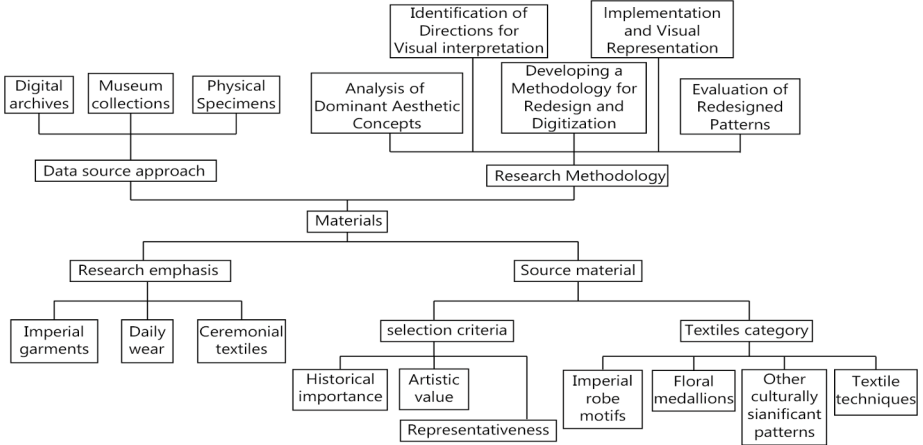 Identification of
Directions for
Visual interpretation
Implementation
and Visual
Representation
Digital
archives
Museum
collections
Physical
Specimens
Analysis of
Dominant Aesthetic
Concepts
Developing a
Methodology for
Redesign and
Digitization
Evaluation of
Redesigned
Patterns
Data source approach
Research Methodology
Materials
Research emphasis
Source material
Imperial
garments
Daily
wear
Ceremonial
textiles
selection criteria
Textiles category
Historical
importance
Artistic
value
Representativeness
Imperial
robe
motifs
Floral
medallions
Other
culturally
sianificant
patterns
Textile
techniques